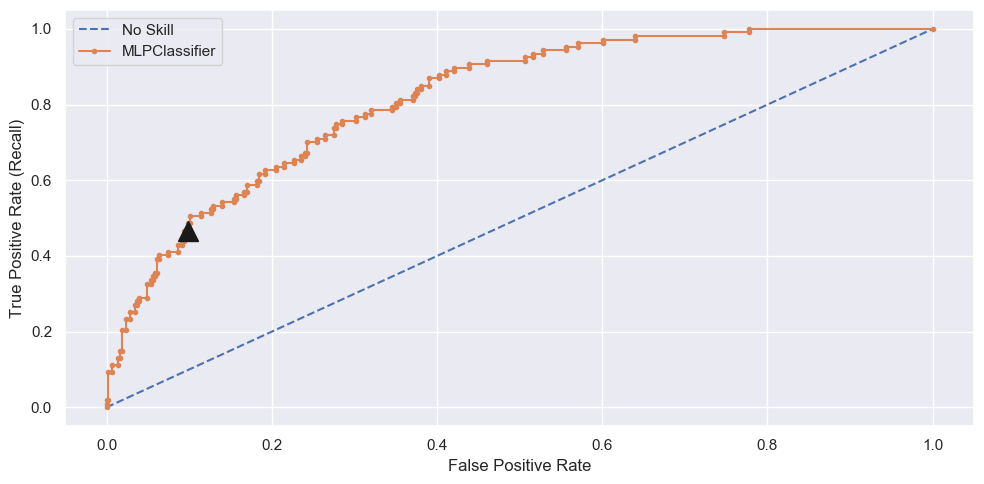 No Skill
MLPClassifier
True Positive Rate (Recall)
1.0
0.8
0.6
0.4
0.2
0.0
0.0 0.2 0.4 0.6 0.8 1.0
False Positive Rate